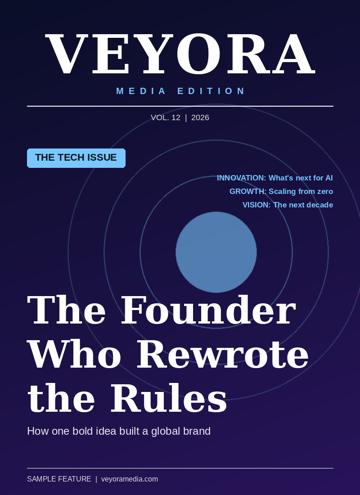 VEYORA
MEDIA EDITION
VOL. 12 | 2026
THE TECH ISSUE
INNOVATION: What's next for AI
GROWTH: Scaling from zero
VISION: The next decade
The Founder
Who Rewrote
the Rules
How one bold idea built a global brand
SAMPLE FEATURE | veyoramedia.com